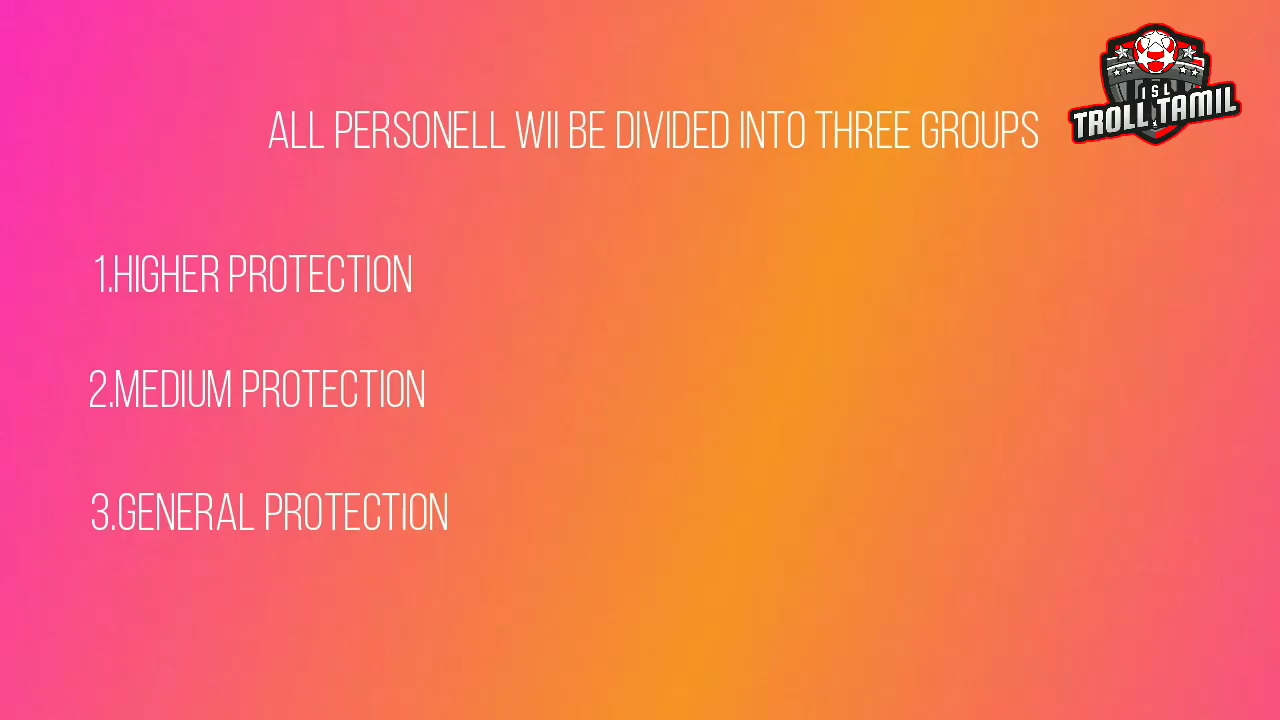 ALL PERSONELL WII BE DIVIDED INTO THREE GROUPS
ISL
TROLL TAMIL
1.HIGHER PROTECTION
2.MEDIUM PROTECTION
3.GENERAL PROTECTION